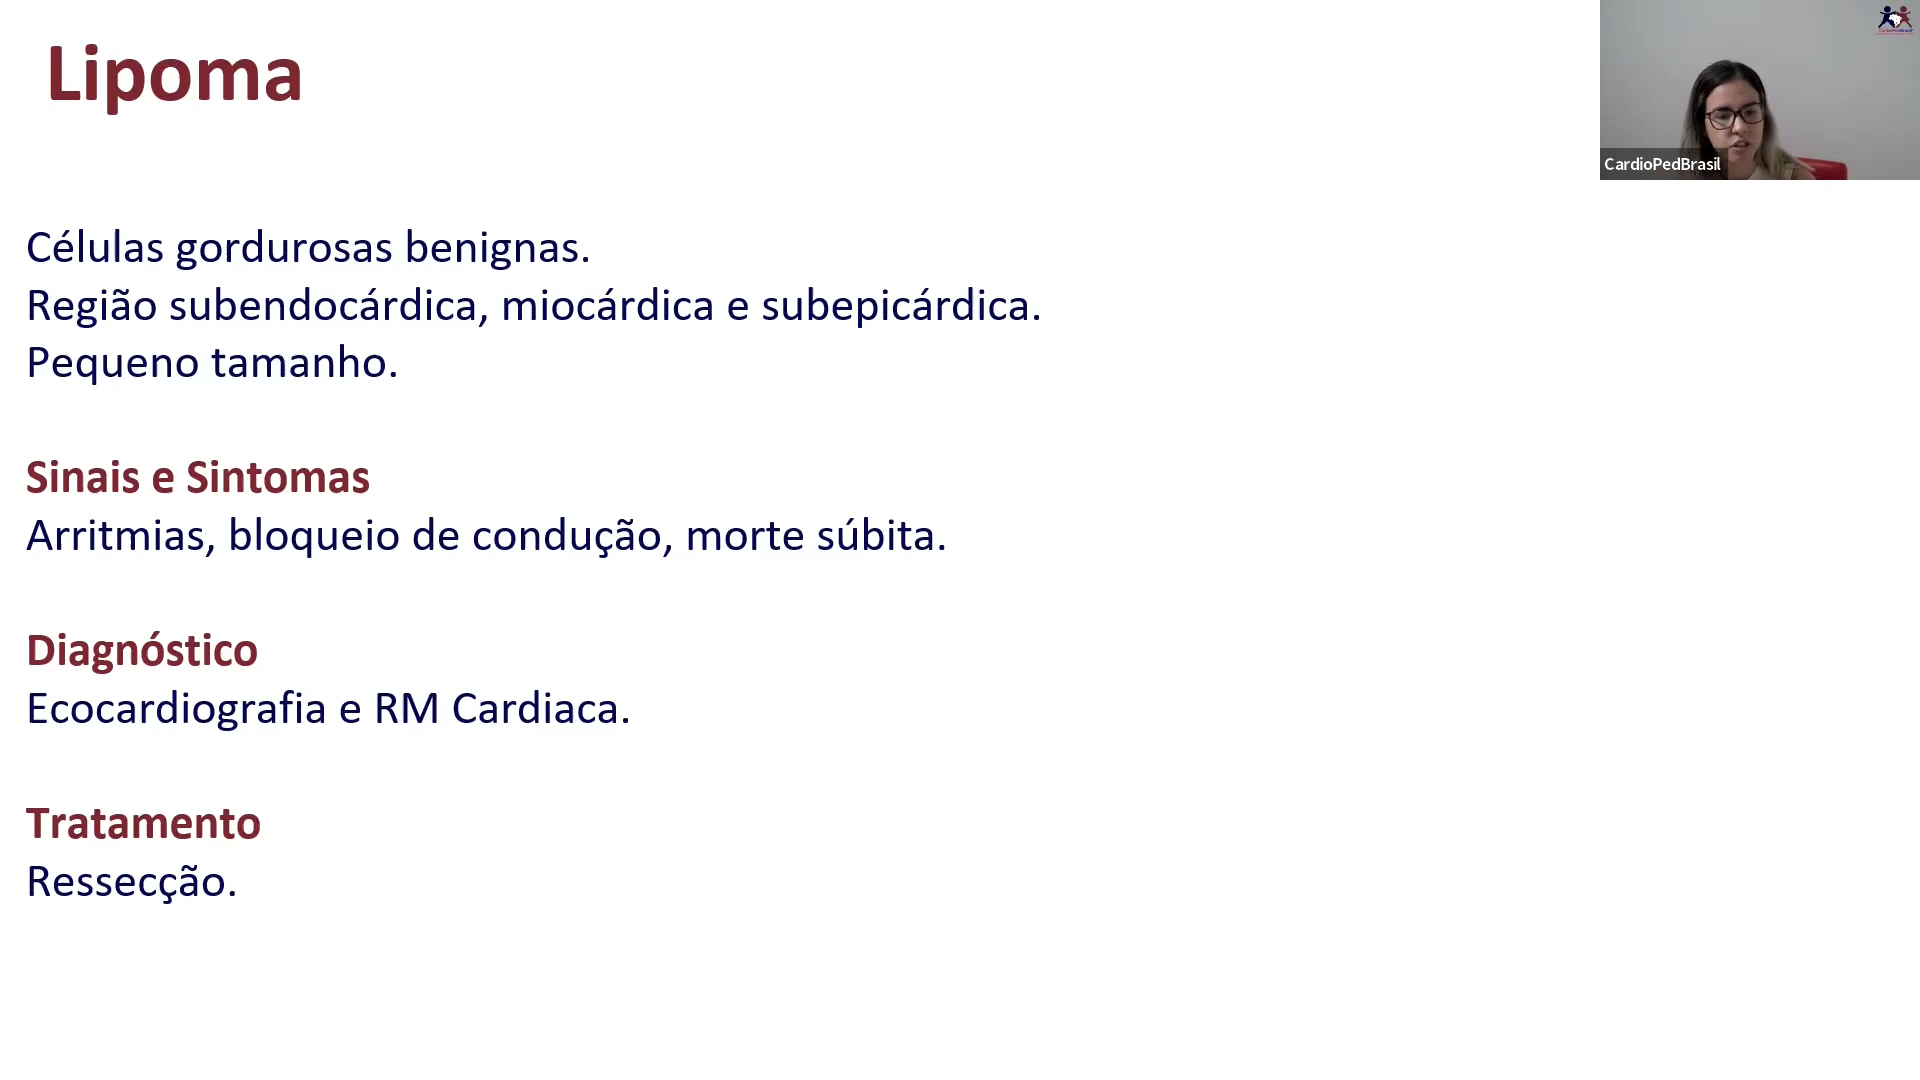 Lipoma
CardioPedBrasil
Células gordurosas benignas.
Região subendocárdica, miocárdica e subepicárdica.
Pequeno tamanho.
Sinais e Sintomas
Arritmias, bloqueio de condução, morte súbita.
Diagnóstico
Ecocardiografia e RM Cardiaca.
Tratamento
Ressecção.